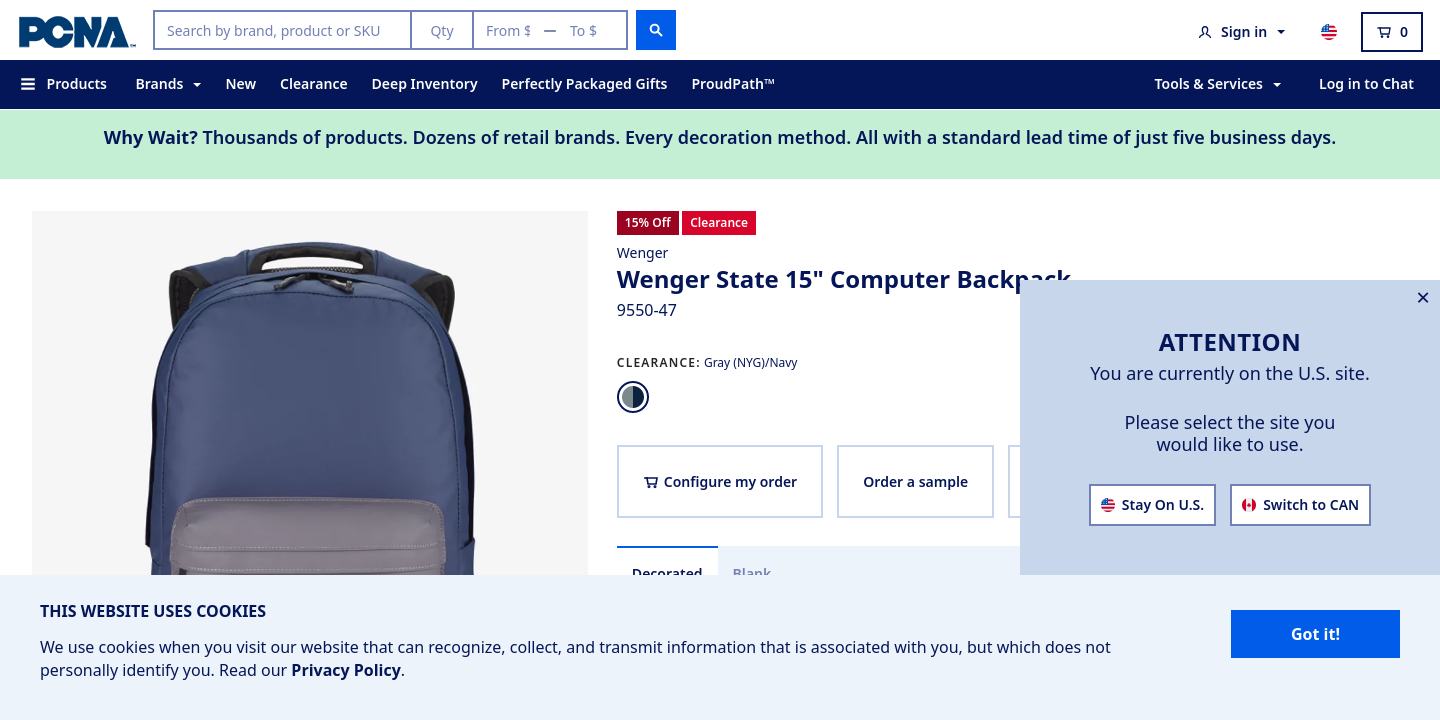 PCNA™
Search by brand, product or SKU
Qty
From $ — To $
Sign in
0
Products
Brands
New
Clearance
Deep Inventory
Perfectly Packaged Gifts
ProudPath™
Tools & Services
Log in to Chat
Why Wait? Thousands of products. Dozens of retail brands. Every decoration method. All with a standard lead time of just five business days.
15% Off
Clearance
Wenger
Wenger State 15" Computer Backpack
9550-47
CLEARANCE: Gray (NYG)/Navy
Configure my order
Order a sample
Decorated
Blank
ATTENTION
You are currently on the U.S. site.
Please select the site you
would like to use.
Stay On U.S.
Switch to CAN
THIS WEBSITE USES COOKIES
We use cookies when you visit our website that can recognize, collect, and transmit information that is associated with you, but which does not
personally identify you. Read our Privacy Policy.
Got it!